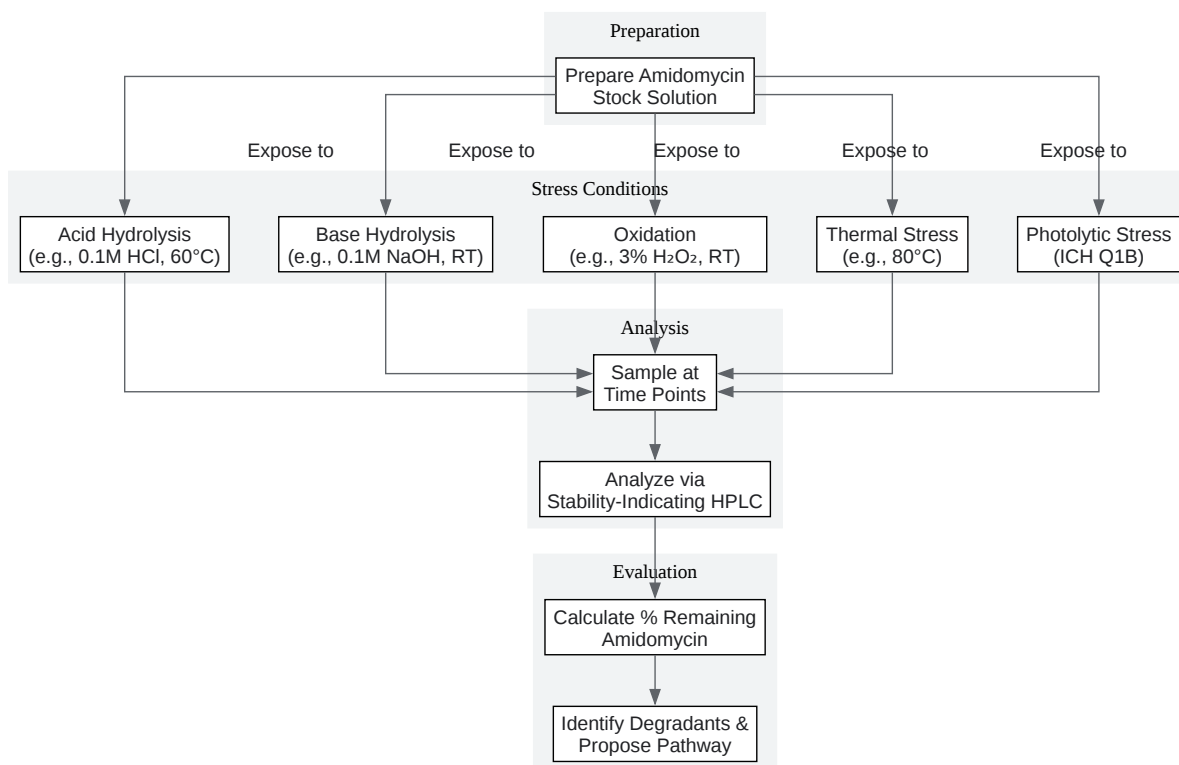 Preparation
Prepare Amidomycin
Stock Solution
Expose to
Expose to
Expose to
Expose to
Expose to
Stress Conditions
Acid Hydrolysis
(e.g., 0.1M HCl, 60°C)
Base Hydrolysis
(e.g., 0.1M NaOH, RT)
Oxidation
(e.g., 3% H₂O₂, RT)
Thermal Stress
(e.g., 80°C)
Photolytic Stress
(ICH Q1B)
Analysis
Sample at
Time Points
Analyze via
Stability-Indicating HPLC
Evaluation
Calculate % Remaining
Amidomycin
Identify Degradants &
Propose Pathway